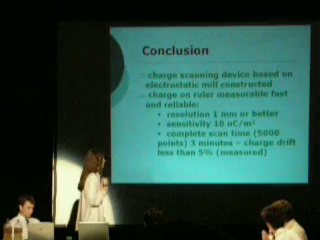 Conclusion
charge scanning device based on
electrostatic mill constructed
charge on ruler measurable fast
and reliable:
• resolution 1 mm or better
• sensitivity 10 nC/m²
• complete scan time (5000
points) 3 minutes – charge drift
less than 5% (measured)